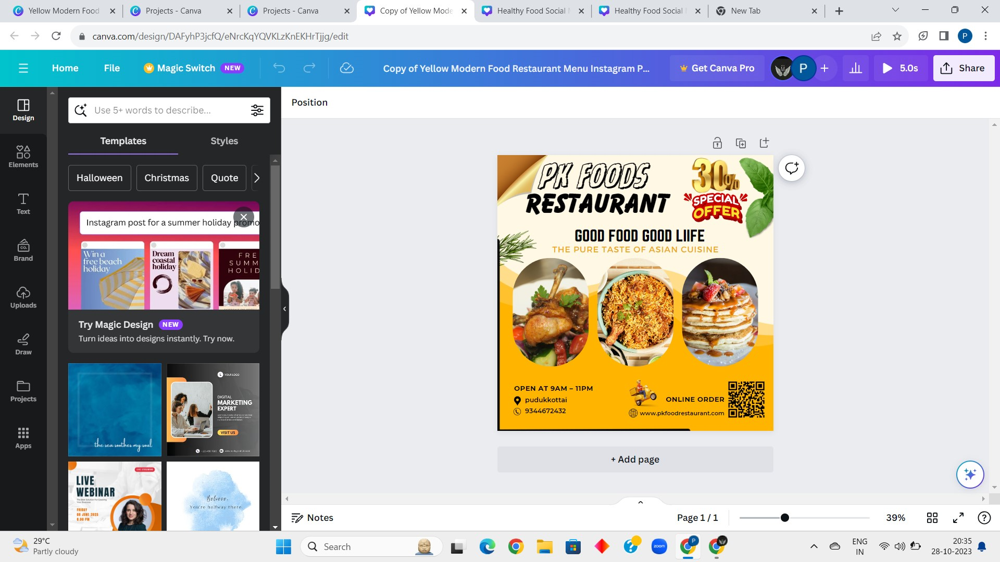 Yellow Modern Food
Projects - Canva
Projects - Canva
Copy of Yellow Mode
Healthy Food Social
Healthy Food Social
New Tab
canva.com/design/DAFyhP3jcfQ/eNrcKqYQVKLzKnEKHrTjjg/edit
P
Home
File
Magic Switch NEW
Copy of Yellow Modern Food Restaurant Menu Instagram P...
Get Canva Pro
P
5.0s
Share
Design
Elements
Text
Brand
Uploads
Draw
Projects
Apps
Use 5+ words to describe...
Templates
Styles
Halloween
Christmas
Quote
Instagram post for a summer holiday promo
Win a
free beach
holiday
Dream
coastal
holiday
FRE
SUMM
HOLID
Try Magic Design NEW
Turn ideas into designs instantly. Try now.
the sea soothes my soul
YOUR LOGO
DIGITAL
MARKETING
EXPERT
VISIT US
LIVE STREAMING
LIVE
WEBINAR
FRIDAY
09 JUNE 2023
8.00 PM
Believe.
You're halfway there.
Position
PK FOODS
RESTAURANT
30%
SPECIAL
OFFER
GOOD FOOD GOOD LIIFE
THE PURE TASTE OF ASIAN CUISINE
OPEN AT 9AM – 11PM
pudukkottai
9344672432
ONLINE ORDER
www.pkfoodrestaurant.com
+ Add page
Notes
Page 1 / 1
39%
29°C
Partly cloudy
Search
zoom
P
ENG
IN
20:35
28-10-2023